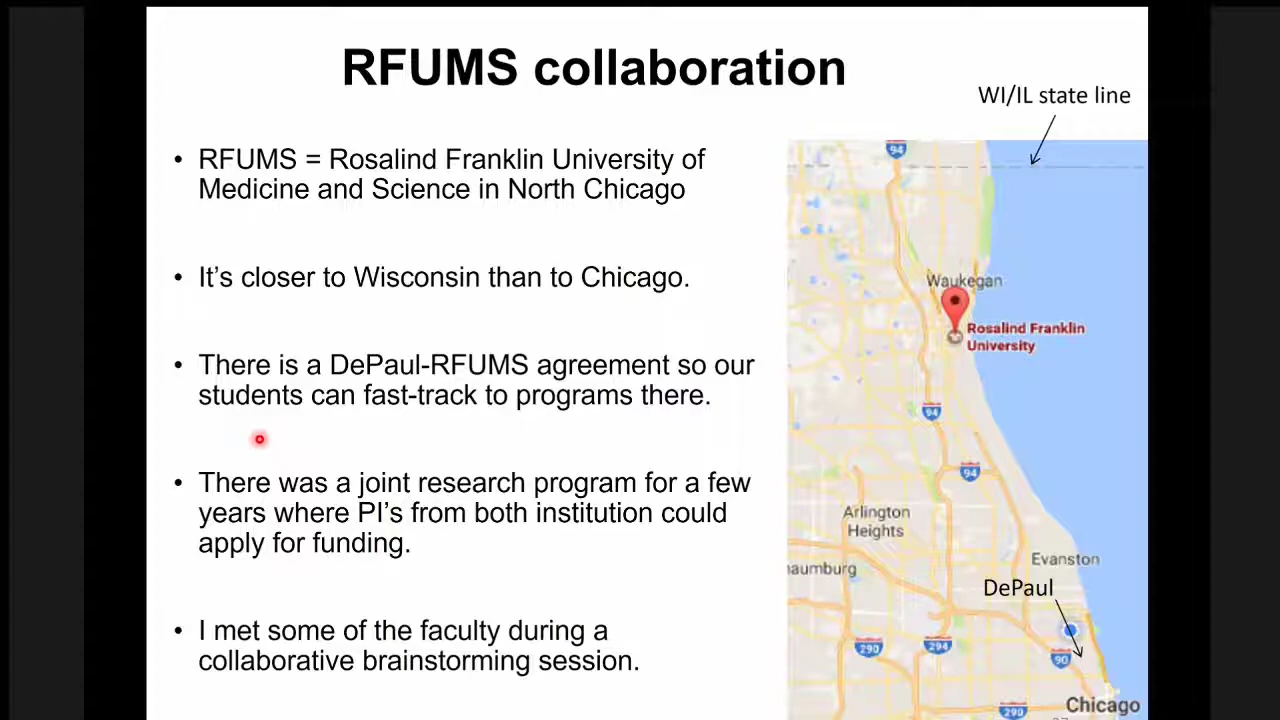 RFUMS collaboration
WI/IL state line
• RFUMS = Rosalind Franklin University of
Medicine and Science in North Chicago
• It's closer to Wisconsin than to Chicago.
• There is a DePaul-RFUMS agreement so our
students can fast-track to programs there.
• There was a joint research program for a few
years where PI's from both institution could
apply for funding.
• I met some of the faculty during a
collaborative brainstorming session.
94
Waukegan
Rosalind Franklin
University
94
94
Arlington
Heights
Evanston
haumburg
DePaul
290
294
90
Chicago
290